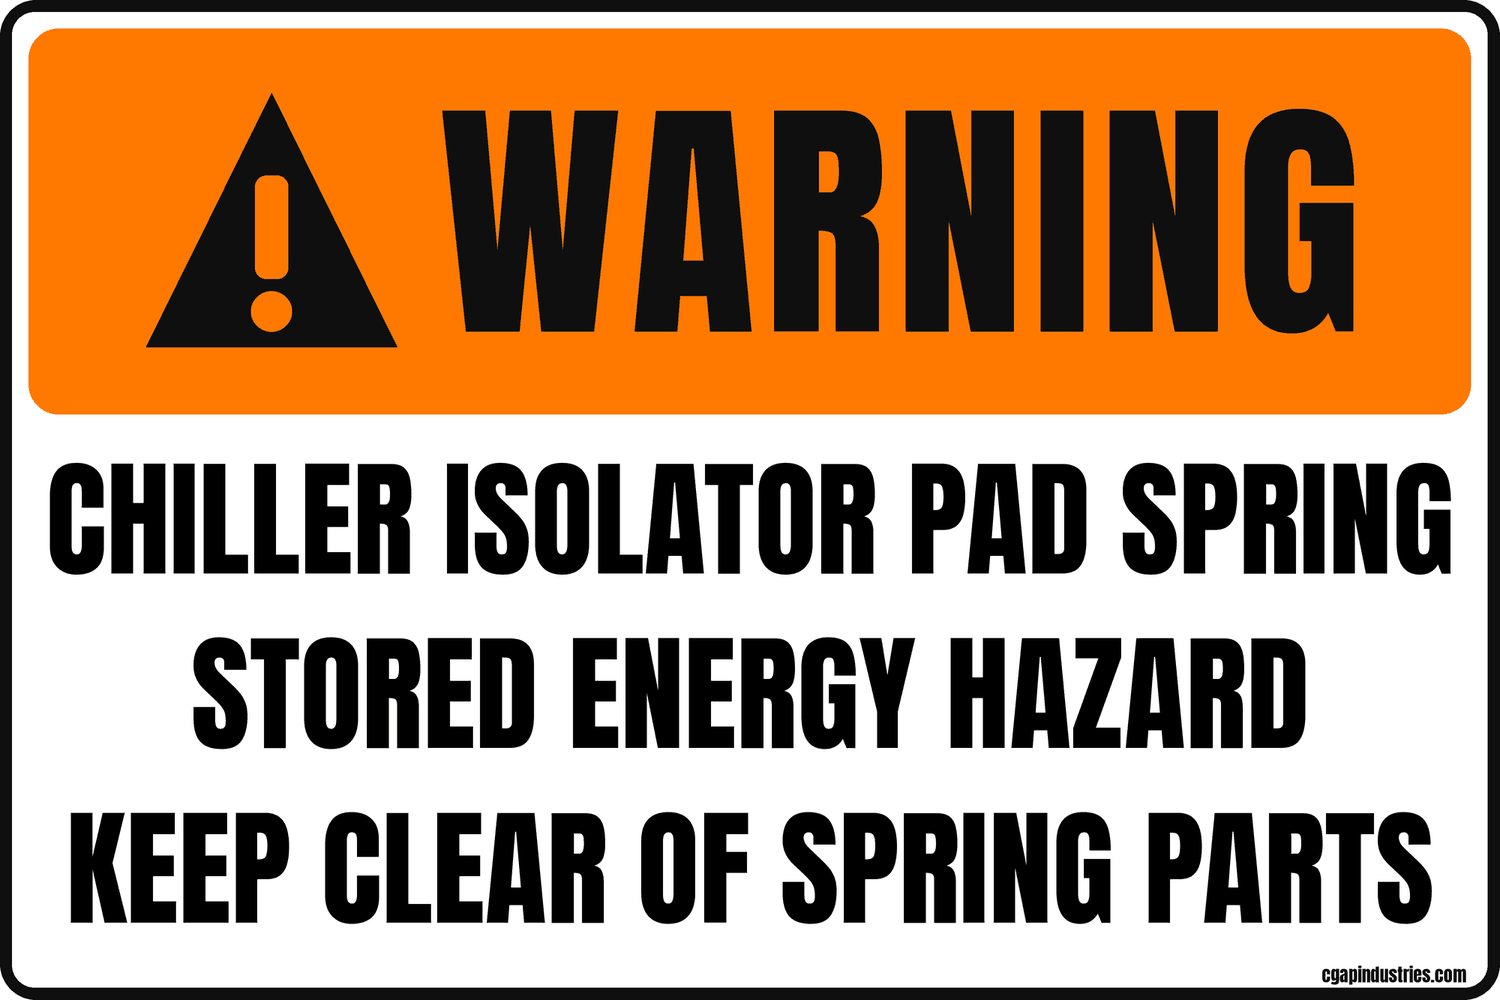 WARNING
CHILLER ISOLATOR PAD SPRING
STORED ENERGY HAZARD
KEEP CLEAR OF SPRING PARTS
cgapindustries.com